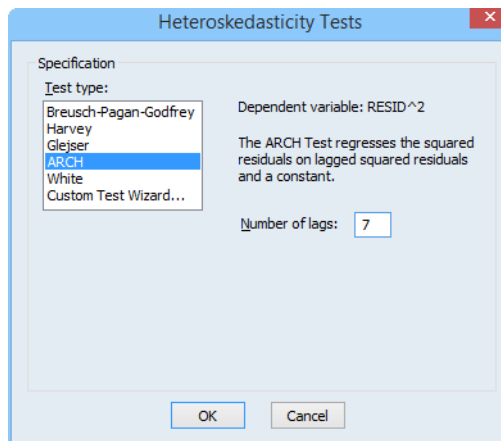 Heteroskedasticity Tests
Specification
Test type:
Breusch-Pagan-Godfrey
Harvey
Glejser
ARCH
White
Custom Test Wizard...
Dependent variable: RESID^2
The ARCH Test regresses the squared
residuals on lagged squared residuals
and a constant.
Number of lags: 7
OK
Cancel